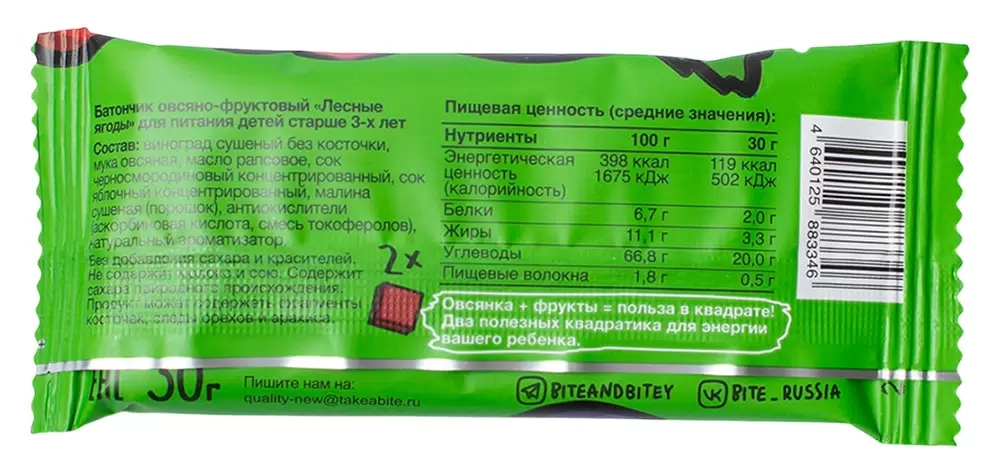 Батончик овсяно-фруктовый «Лесные
ягоды» для питания детей старше 3-х лет
Состав: виноград сушеный без косточки,
мука овсяная, масло рапсовое, сок
черносмородиновый концентрированный, сок
яблочный концентрированный, малина
сушеная (порошок), антиокислители
(аскорбиновая кислота, смесь токоферолов),
натуральный ароматизатор.
Без добавления сахара и красителей.
Не содержит молоко и сою. Содержит
сахара природного происхождения.
Продукт может содержать фрагменты
косточек, следы орехов и арахиса.
2x
Пищевая ценность (средние значения):
Нутриенты 100 г 30 г
Энергетическая 398 ккал 119 ккал
ценность 1675 кДж 502 кДж
(калорийность)
Белки 6,7 г 2,0 г
Жиры 11,1 г 3,3 г
Углеводы 66,8 г 20,0 г
Пищевые волокна 1,8 г 0,5 г
Овсянка + фрукты = польза в квадрате!
Два полезных квадратика для энергии
вашего ребенка.
4 640125 883346
EAC 30г
Пишите нам на:
quality-new@takeabite.ru
BITEANDBITEY
BITE_RUSSIA